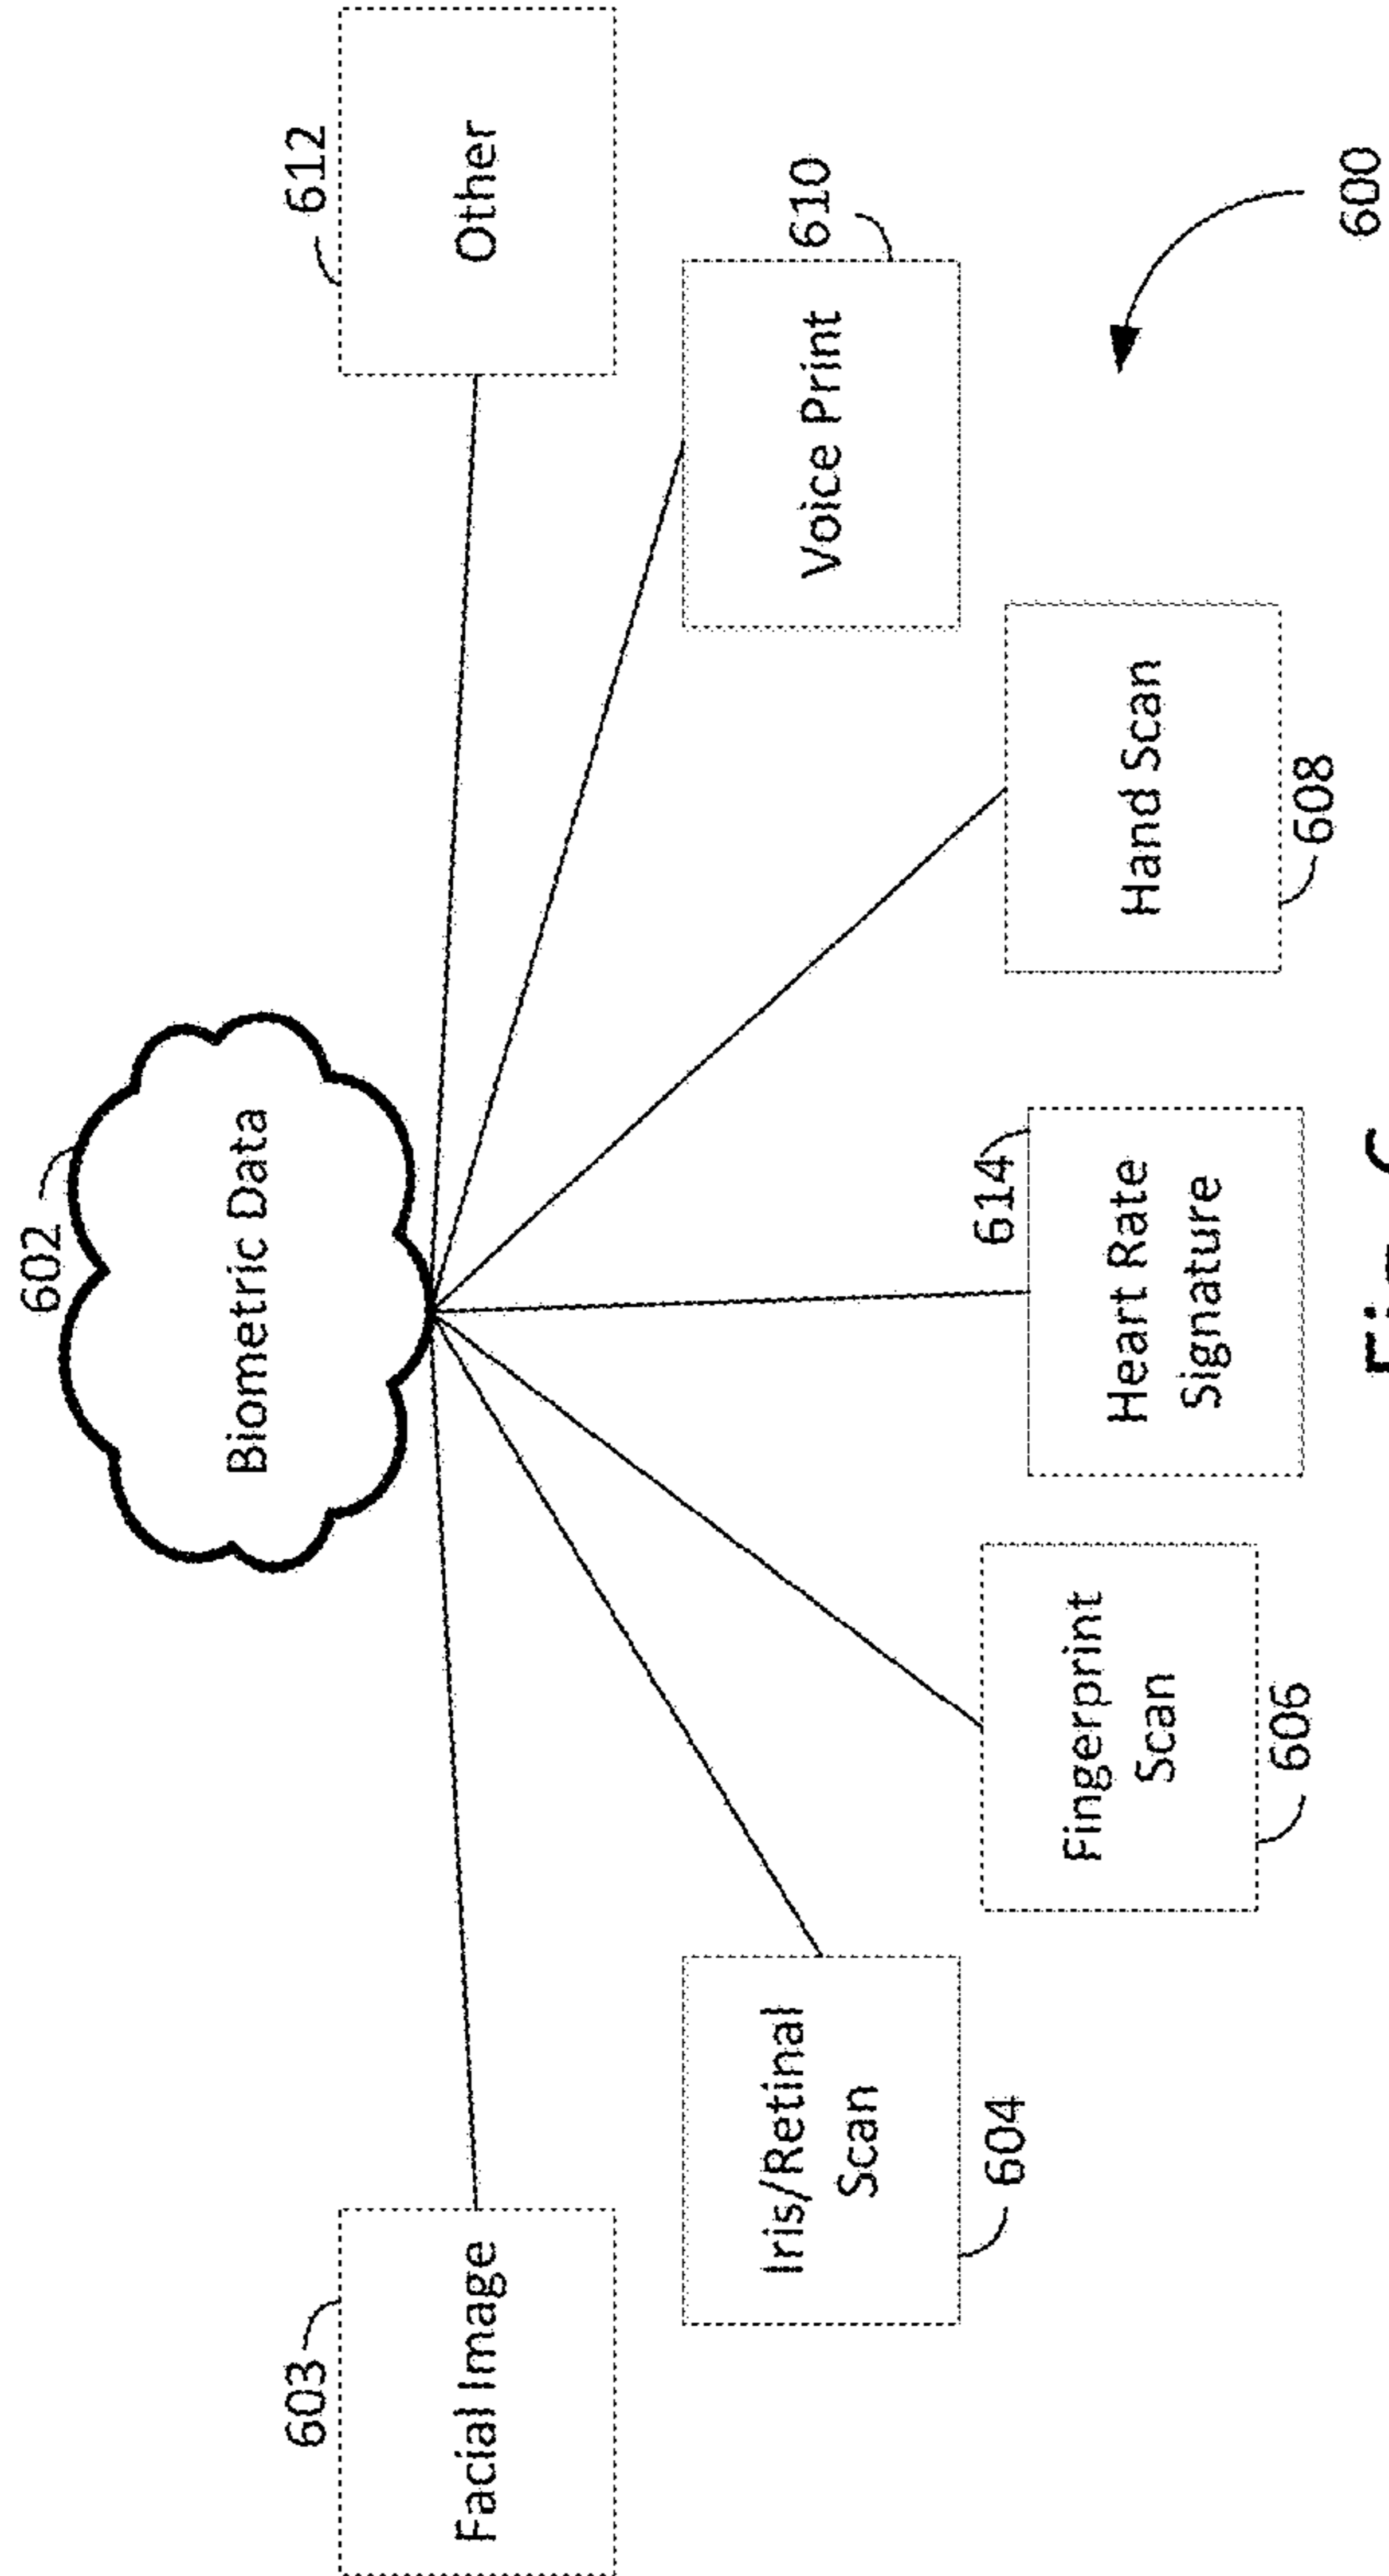 602
Biometric Data
603
Facial Image
612
Other
Iris/Retinal
Scan
604
Voice Print
610
Fingerprint
Scan
606
614
Heart Rate
Signature
Hand Scan
608
600